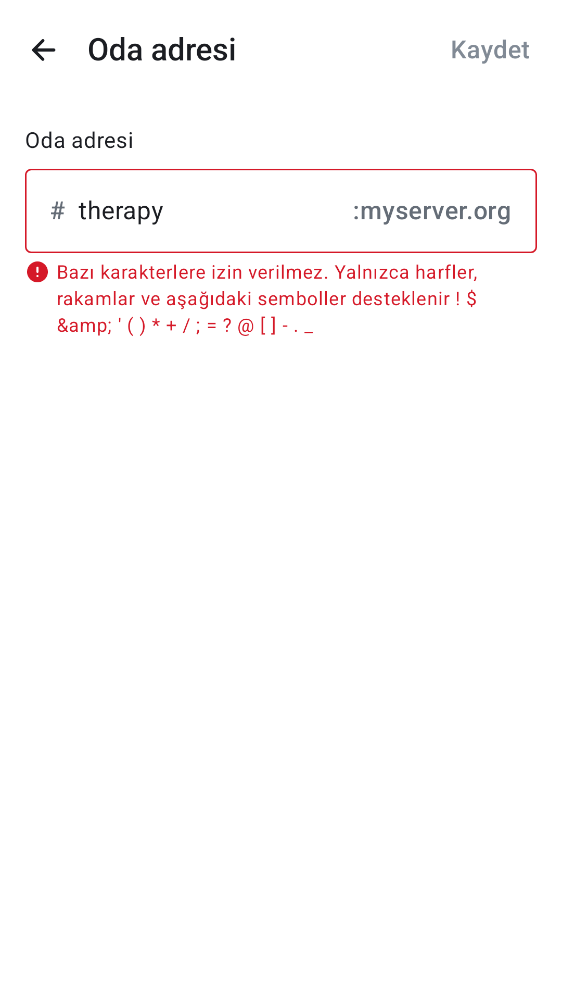 Oda adresi
Kaydet
Oda adresi
# therapy :myserver.org
Bazı karakterlere izin verilmez. Yalnızca harfler,
rakamlar ve aşağıdaki semboller desteklenir ! $
&amp; ' ( ) * + / ; = ? @ [ ] - . _